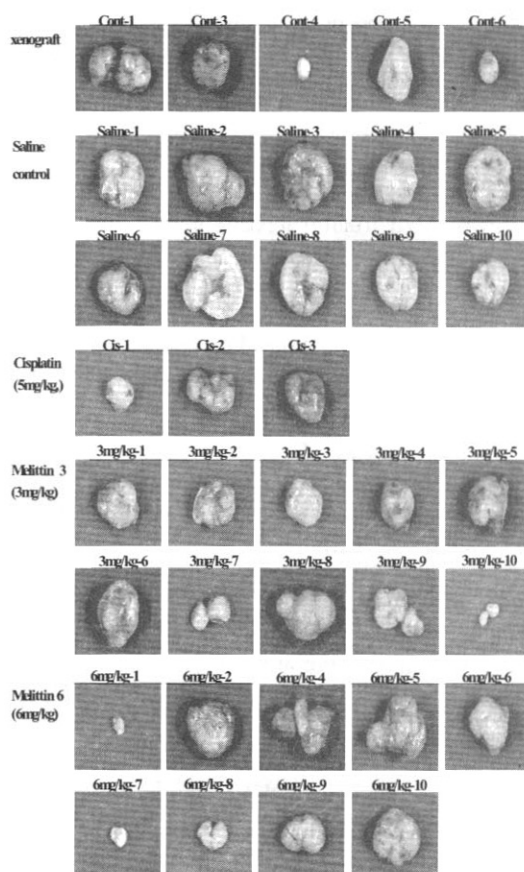 Cont-1 Cont-3 Cont-4 Cont-5 Cont-6
xenograft
Saline-1 Saline-2 Saline-3 Saline-4 Saline-5
Saline
control
Saline-6 Saline-7 Saline-8 Saline-9 Saline-10
Cis-1 Cis-2 Cis-3
Cisplatin
(5mg/kg,)
3mg/kg-1 3mg/kg-2 3mg/kg-3 3mg/kg-4 3mg/kg-5
Melittin 3
(3mg/kg)
3mg/kg-6 3mg/kg-7 3mg/kg-8 3mg/kg-9 3mg/kg-10
6mg/kg-1 6mg/kg-2 6mg/kg-4 6mg/kg-5 6mg/kg-6
Melittin 6
(6mg/kg)
6mg/kg-7 6mg/kg-8 6mg/kg-9 6mg/kg-10